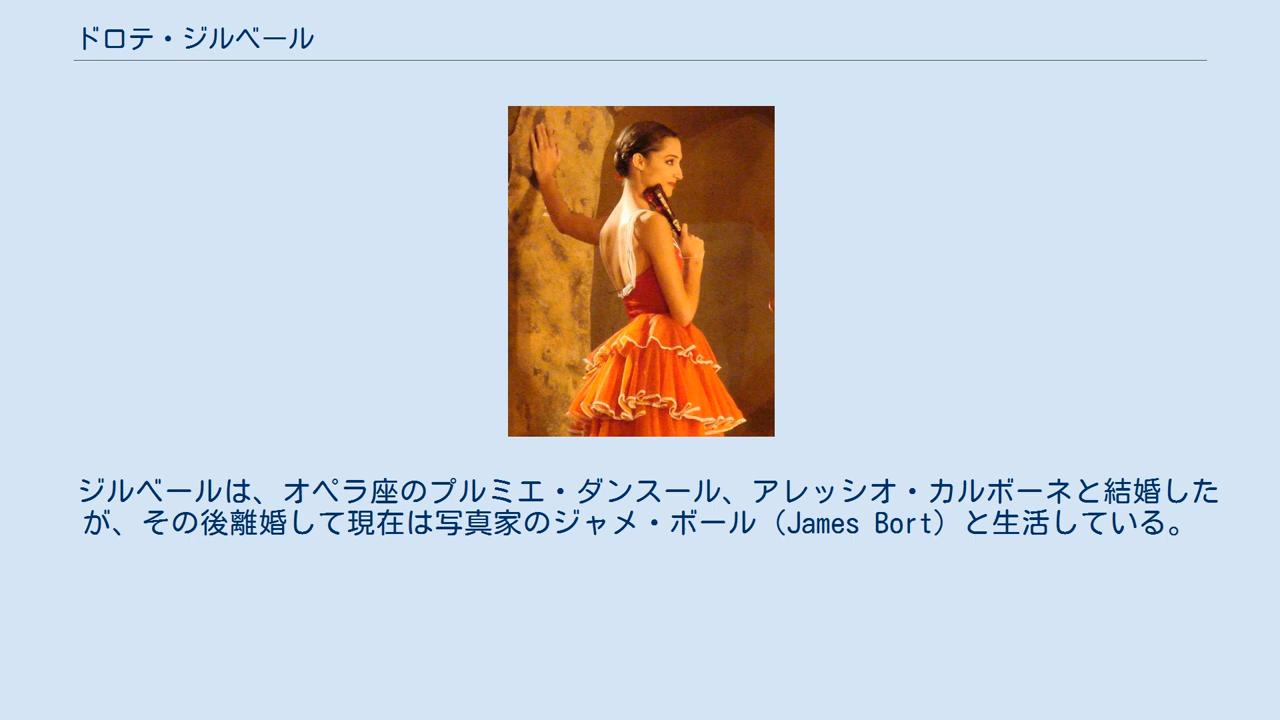 ドロテ・ジルベール
ジルベールは、オペラ座のプルミエ・ダンスール、アレッシオ・カルボーネと結婚した
が、その後離婚して現在は写真家のジャメ・ボール（James Bort）と生活している。